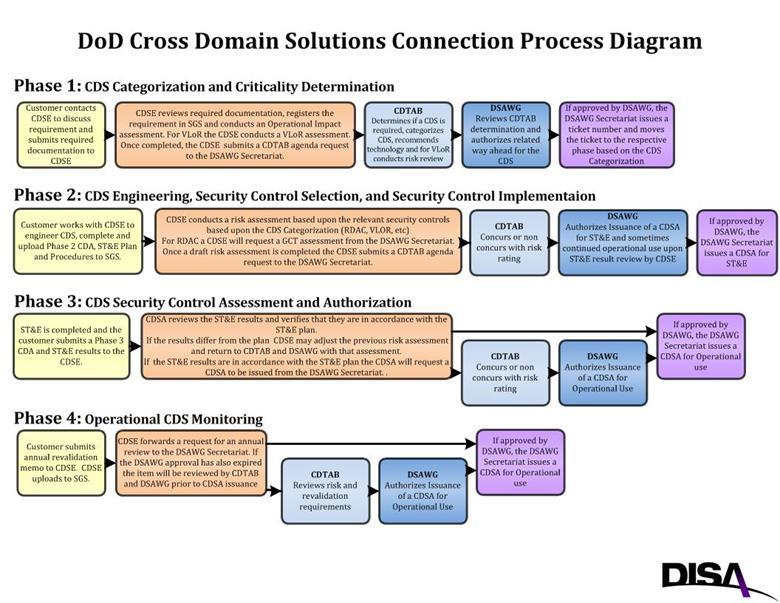 DoD Cross Domain Solutions Connection Process Diagram
Phase 1: CDS Categorization and Criticality Determination
Customer contacts
CDSE to discuss
requirement and
submits required
documentation to
CDSE
CDSE reviews required documentation, registers the
requirement in SGS and conducts an Operational Impact
assessment. For VLoR the CDSE conducts a VLoR assessment.
Once completed, the CDSE submits a CDTAB agenda request
to the DSAWG Secretariat.
CDTAB
Determines if a CDS is
required, categorizes
CDS, recommends
technology and for VLoR
conducts risk review
DSAWG
Reviews CDTAB
determination and
authorizes related
way ahead for the
CDS
If approved by DSAWG, the
DSAWG Secretariat issues a
ticket number and moves
the ticket to the respective
phase based on the CDS
Categorization
Phase 2: CDS Engineering, Security Control Selection, and Security Control Implementaion
Customer works with CDSE to
engineer CDS, complete and
upload Phase 2 CDA, ST&E Plan
and Procedures to SGS.
CDSE conducts a risk assessment based upon the relevant security controls
based upon the CDS Categorization (RDAC, VLOR, etc)
For RDAC a CDSE will request a GCT assessment from the DSAWG Secretariat.
Once a draft risk assessment is completed the CDSE submits a CDTAB agenda
request to the DSAWG Secretariat.
CDTAB
Concurs or non
concurs with risk
rating
DSAWG
Authorizes Issuance of a CDSA
for ST&E and sometimes
continued operational use upon
ST&E result review by CDSE
If approved by
DSAWG, the
DSAWG Secretariat
issues a CDSA for
ST&E
Phase 3: CDS Security Control Assessment and Authorization
ST&E is completed and the
customer submits a Phase 3
CDA and ST&E results to the
CDSE.
CDSA reviews the ST&E results and verifies that they are in accordance with the
ST&E plan.
If the results differ from the plan CDSE may adjust the previous risk assessment
and return to CDTAB and DSWG with that assessment.
If the ST&E results are in accordance with the ST&E plan the CDSA will request a
CDSA to be issued from the DSAWG Secretariat. .
CDTAB
Concurs or non
concurs with risk
rating
DSAWG
Authorizes Issuance
of a CDSA for
Operational Use
If approved by
DSAWG, the DSAWG
Secretariat issues a
CDSA for Operational
use
Phase 4: Operational CDS Monitoring
Customer submits
annual revalidation
memo to CDSE. CDSE
uploads to SGS.
CDSE forwards a request for an annual
review to the DSAWG Secretariat. If
the DSAWG approval has also expired
the item will be reviewed by CDTAB
and DSAWG prior to CDSA issuance
CDTAB
Reviews risk and
revalidation
requirements
DSAWG
Authorizes Issuance
of a CDSA for
Operational Use
If approved by
DSAWG, the DSAWG
Secretariat issues a
CDSA for Operational
use
DISA